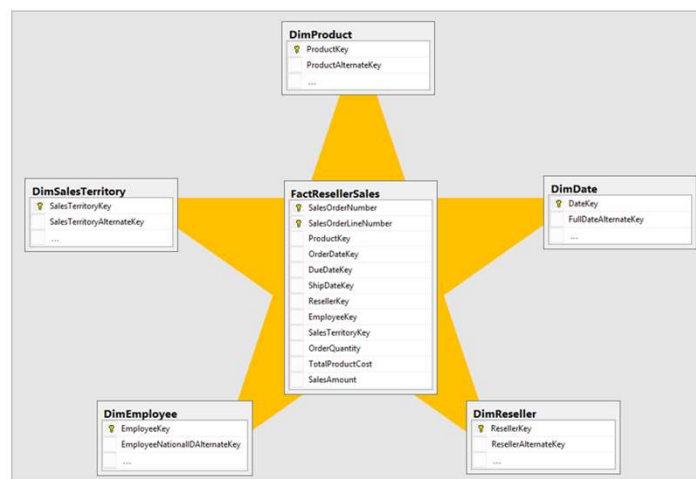 DimProduct
ProductKey
ProductAlternateKey
...
DimSalesTerritory
SalesTerritoryKey
SalesTerritoryAlternateKey
...
FactResellerSales
SalesOrderNumber
SalesOrderLineNumber
ProductKey
OrderDateKey
DueDateKey
ShipDateKey
ResellerKey
EmployeeKey
SalesTerritoryKey
OrderQuantity
TotalProductCost
SalesAmount
DimDate
DateKey
FullDateAlternateKey
...
DimEmployee
EmployeeKey
EmployeeNationalIDAlternateKey
...
DimReseller
ResellerKey
ResellerAlternateKey
...